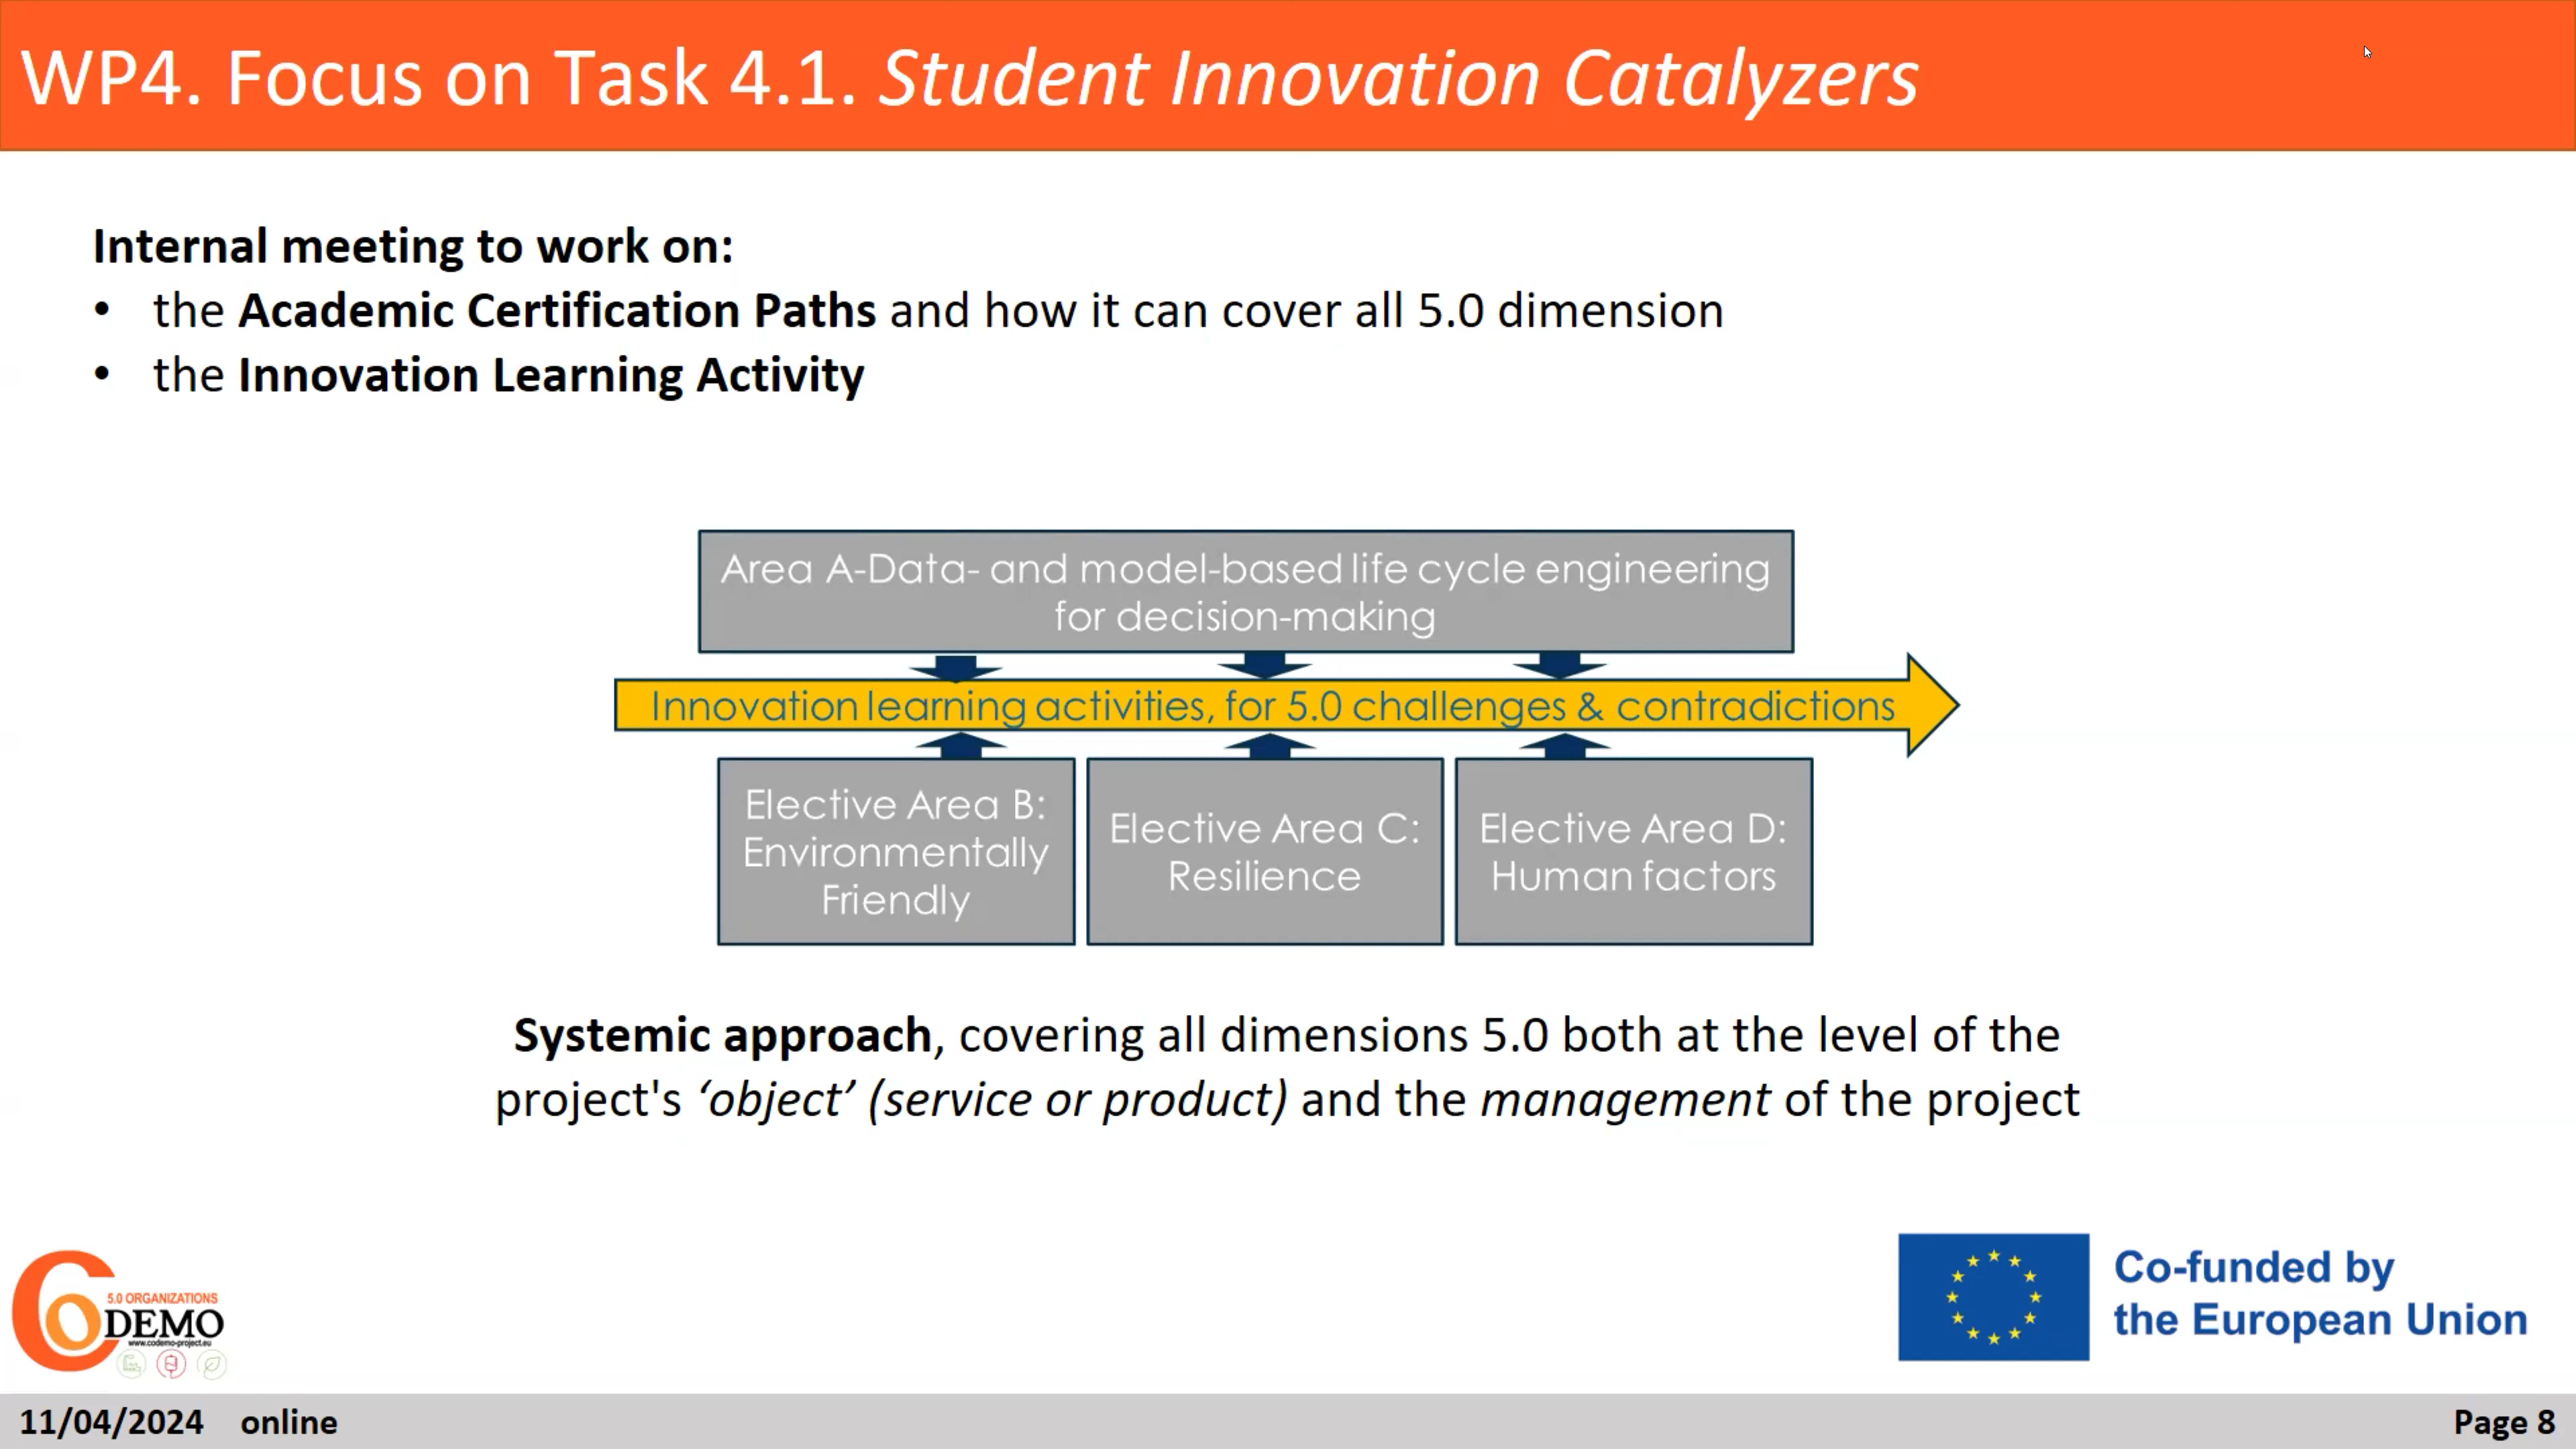 WP4. Focus on Task 4.1. Student Innovation Catalyzers
Internal meeting to work on:
• the Academic Certification Paths and how it can cover all 5.0 dimension
• the Innovation Learning Activity
Area A-Data- and model-based life cycle engineering
for decision-making
Innovation learning activities, for 5.0 challenges & contradictions
Elective Area B:
Environmentally
Friendly
Elective Area C:
Resilience
Elective Area D:
Human factors
Systemic approach, covering all dimensions 5.0 both at the level of the
project's ‘object’ (service or product) and the management of the project
5.0 ORGANIZATIONS
CoDEMO
www.codemo-project.eu
Co-funded by
the European Union
11/04/2024 online
Page 8